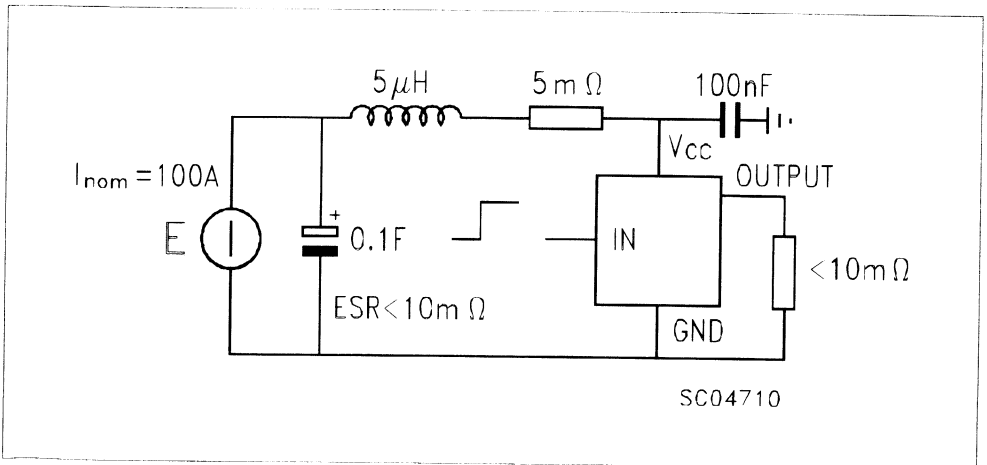 5μH
5mΩ
100nF
Vcc
OUTPUT
Inom=100A
E
+
0.1F
IN
<10mΩ
ESR<10mΩ
GND
SC04710